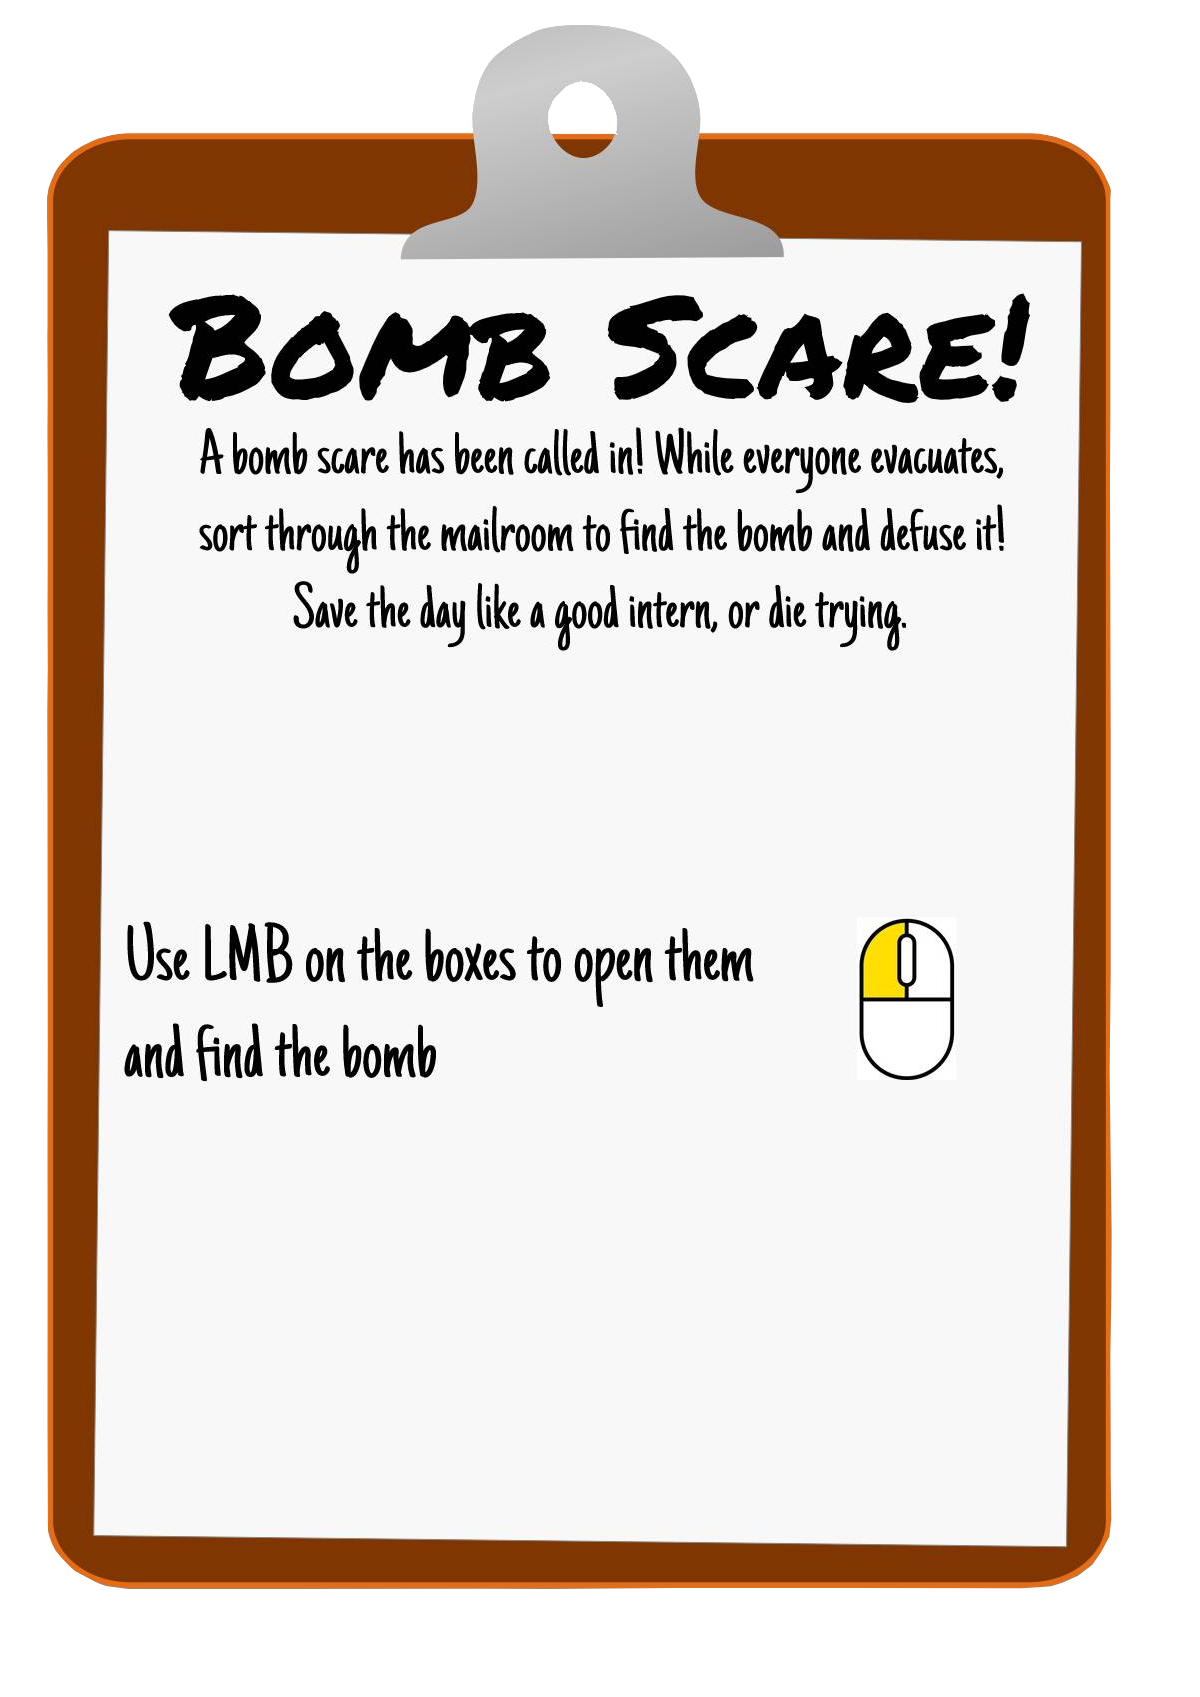 Bomb Scare!
A bomb scare has been called in! While everyone evacuates,
sort through the mailroom to find the bomb and defuse it!
Save the day like a good intern, or die trying.
Use LMB on the boxes to open them
and find the bomb